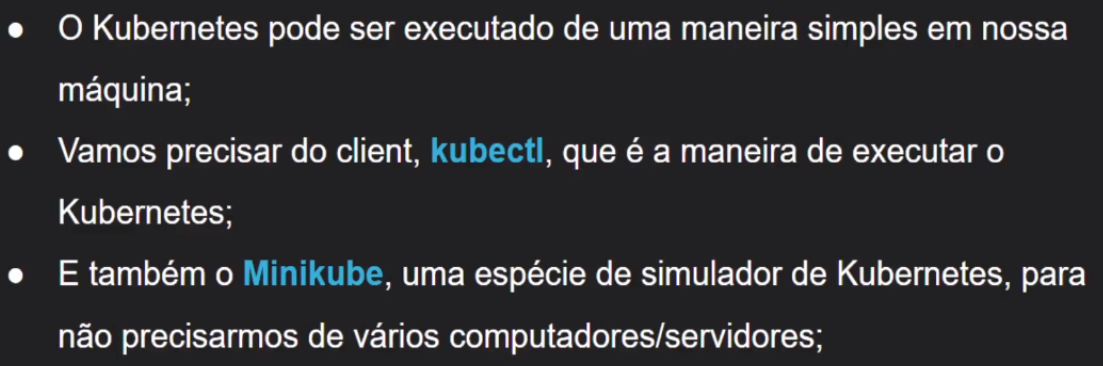 ● O Kubernetes pode ser executado de uma maneira simples em nossa
máquina;
● Vamos precisar do client, kubectl, que é a maneira de executar o
Kubernetes;
● E também o Minikube, uma espécie de simulador de Kubernetes, para
não precisarmos de vários computadores/servidores;